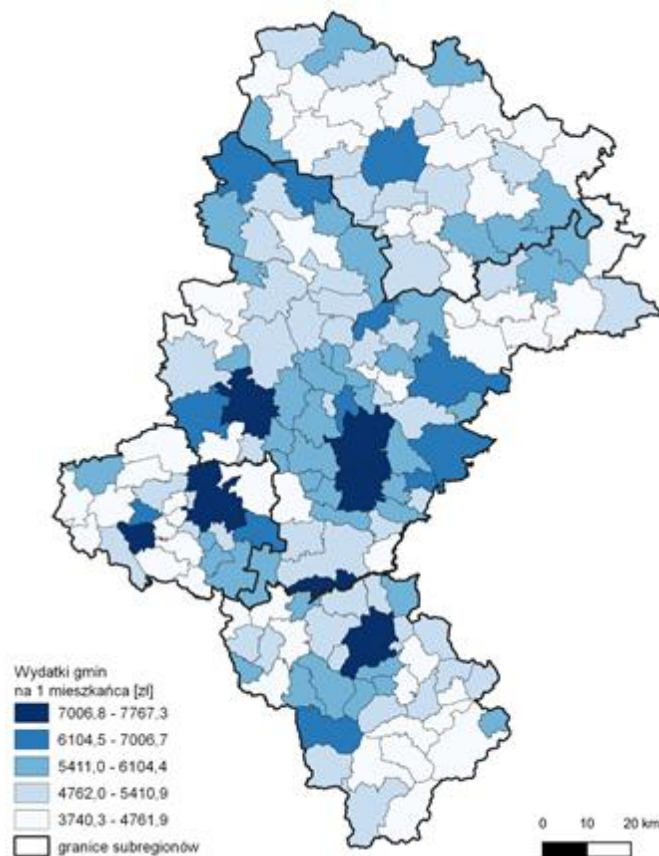 Wydatki gmin
na 1 mieszkańca [zł]
7006,8 - 7767,3
6104,5 - 7006,7
5411,0 - 6104,4
4762,0 - 5410,9
3740,3 - 4761,9
granice subregionów
0 10 20 km